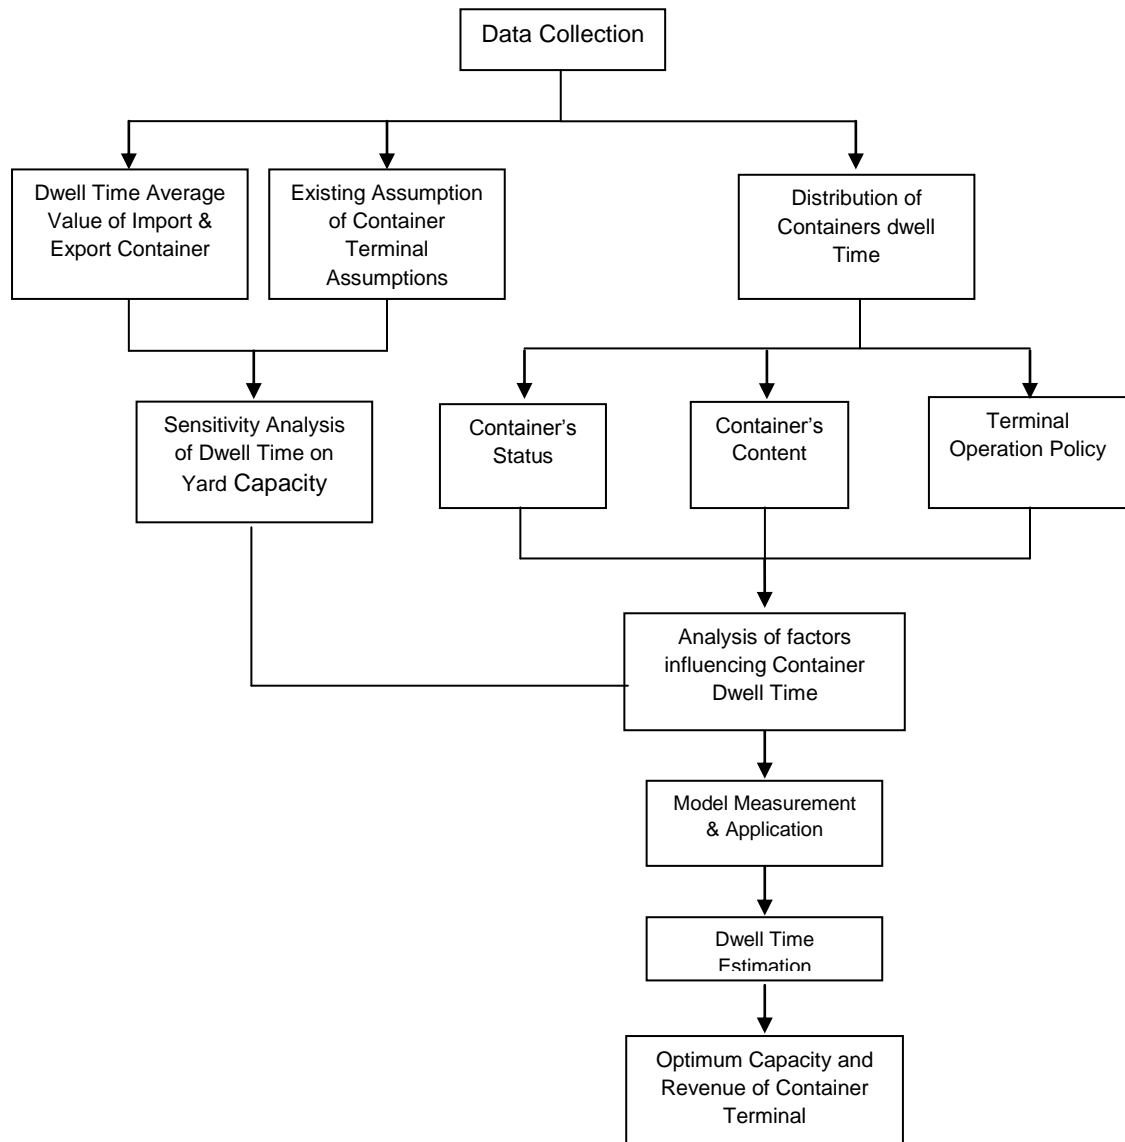 Data Collection
Dwell Time Average
Value of Import &
Export Container
Existing Assumption
of Container
Terminal
Assumptions
Distribution of
Containers dwell
Time
Sensitivity Analysis
of Dwell Time on
Yard Capacity
Container's
Status
Container's
Content
Terminal
Operation Policy
Analysis of factors
influencing Container
Dwell Time
Model Measurement
& Application
Dwell Time
Estimation
Optimum Capacity and
Revenue of Container
Terminal